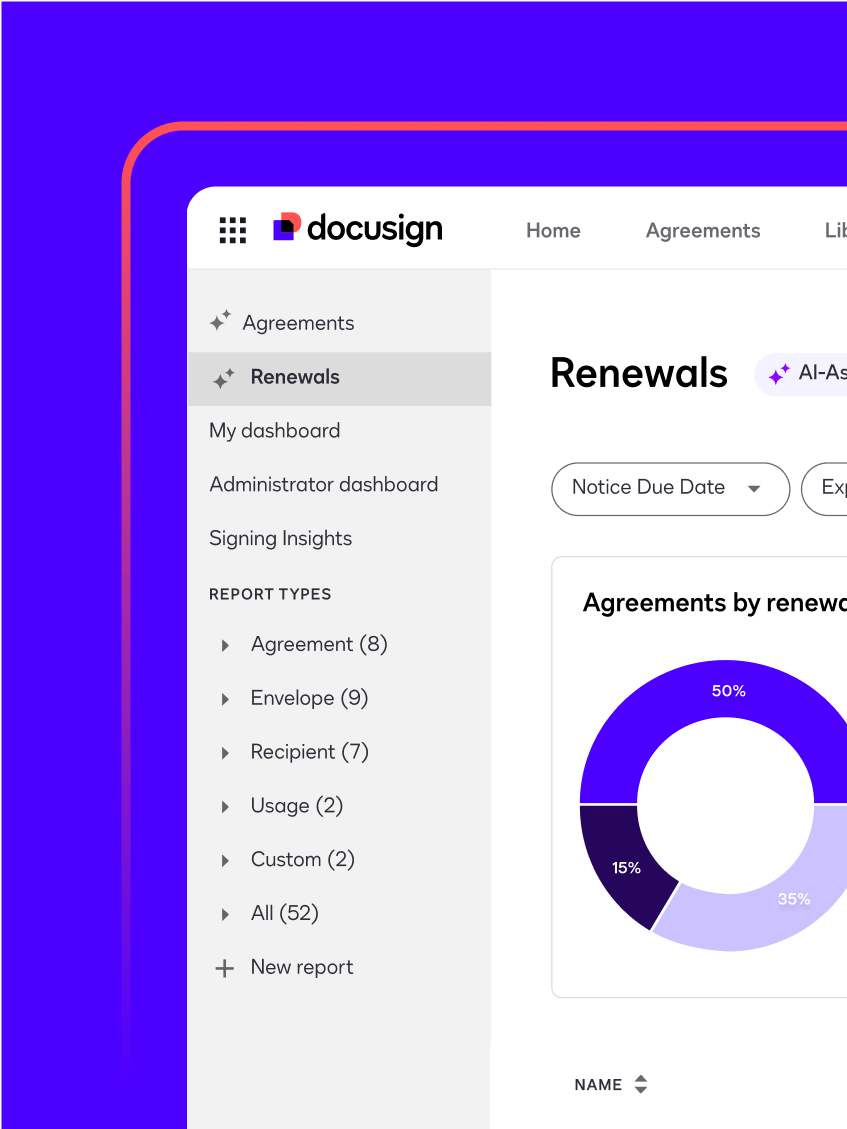 docusign
Home
Agreements
Lib
Agreements
Renewals
My dashboard
Administrator dashboard
Signing Insights
REPORT TYPES
Agreement (8)
Envelope (9)
Recipient (7)
Usage (2)
Custom (2)
All (52)
New report
Renewals
AI-As
Notice Due Date
Exp
Agreements by renewa
50%
15%
35%
NAME